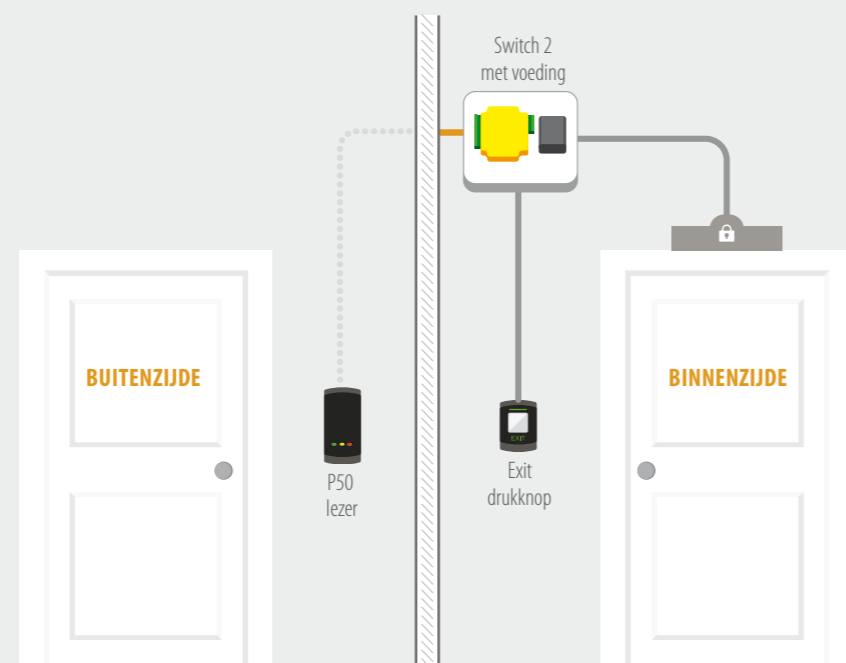 Switch 2
met voeding
BUITENZIJDE
BINNENZIJDE
EXIT
P50
lezer
Exit
drukknop